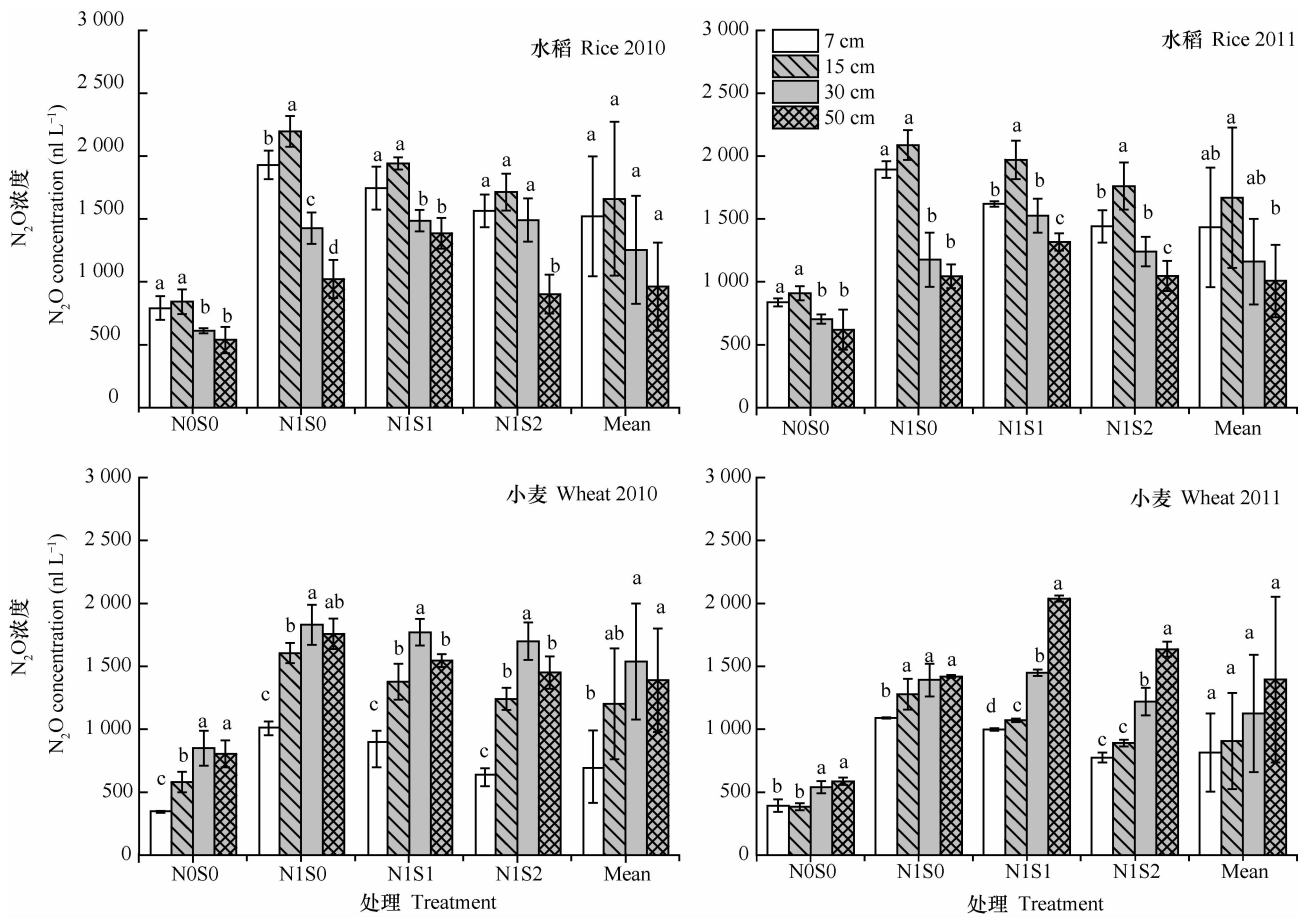 水稻 Rice 2010
3 000
2 500
2 000
1 500
1 000
500
0
N₂O浓度
N₂O concentration (nl L⁻¹)
a a b b
b a c d
a a b b
a a a b
a a a a
N0S0 N1S0 N1S1 N1S2 Mean
水稻 Rice 2011
7 cm
15 cm
30 cm
50 cm
3 000
2 500
2 000
1 500
1 000
500
0
a a b b
a a b b
b a b c
b a b c
ab a ab b
N0S0 N1S0 N1S1 N1S2 Mean
小麦 Wheat 2010
3 000
2 500
2 000
1 500
1 000
500
0
N₂O浓度
N₂O concentration (nl L⁻¹)
c b a a
c b a ab
c b a b
c b a b
b ab a a
N0S0 N1S0 N1S1 N1S2 Mean
处理 Treatment
小麦 Wheat 2011
3 000
2 500
2 000
1 500
1 000
500
0
b b a a
b a a a
d c b a
c c b a
a a a a
N0S0 N1S0 N1S1 N1S2 Mean
处理 Treatment